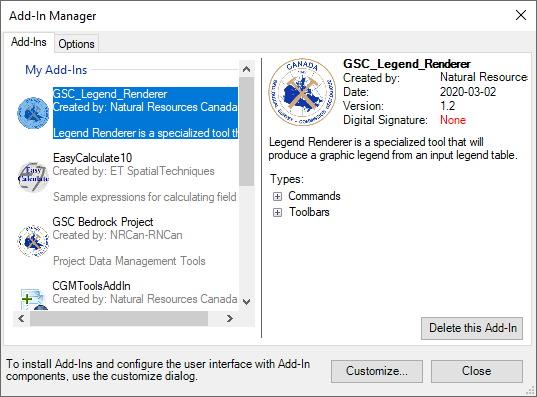 Add-In Manager
Add-Ins
Options
My Add-Ins
GSC_Legend_Renderer
Created by: Natural Resources Canada
Legend Renderer is a specialized tool th
EasyCalculate10
Created by: ET SpatialTechniques
Sample expressions for calculating field
GSC Bedrock Project
Created by: NRCan-RNCan
Project Data Management Tools
CGMToolsAddIn
Created by: Natural Resources Canada
Easy
Calculate
CANADA
GSC_Legend_Renderer
Created by: Natural Resources
Date: 2020-03-02
Version: 1.2
Digital Signature: None
Legend Renderer is a specialized tool that will
produce a graphic legend from an input legend table.
Types:
Commands
Toolbars
Delete this Add-In
To install Add-Ins and configure the user interface with Add-In
components, use the customize dialog.
Customize...
Close